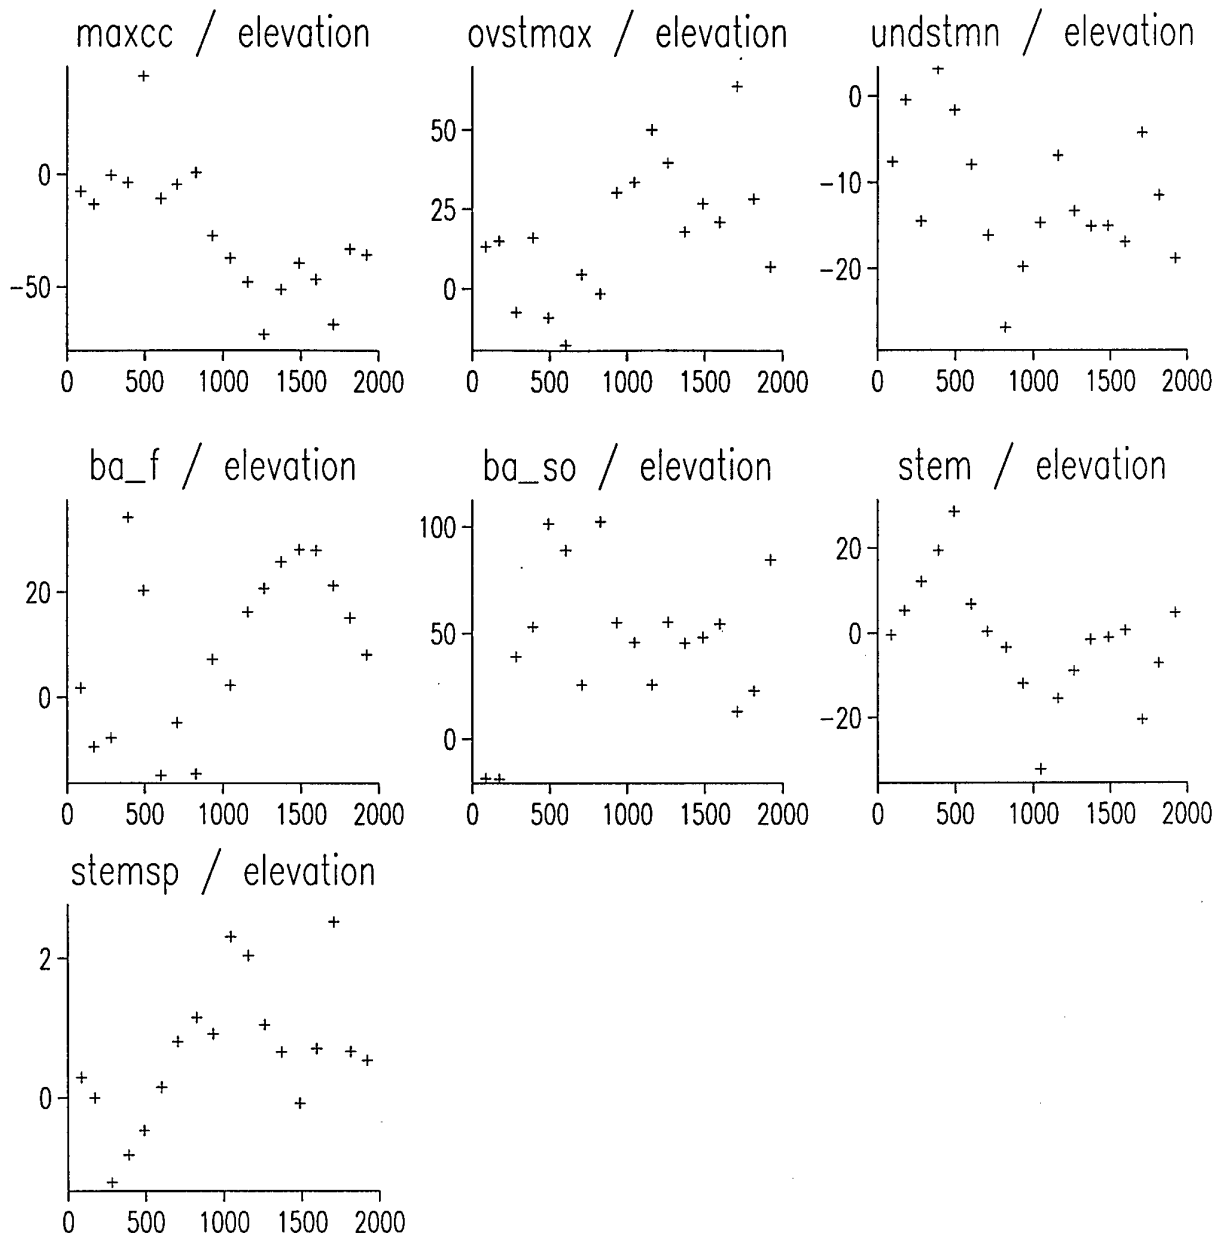 maxcc / elevation
0
−50
0 500 1000 1500 2000
ovstmax / elevation
50
25
0
0 500 1000 1500 2000
undstmn / elevation
0
−10
−20
0 500 1000 1500 2000
ba_f / elevation
20
0
0 500 1000 1500 2000
ba_so / elevation
100
50
0
0 500 1000 1500 2000
stem / elevation
20
0
−20
0 500 1000 1500 2000
stemsp / elevation
2
0
0 500 1000 1500 2000